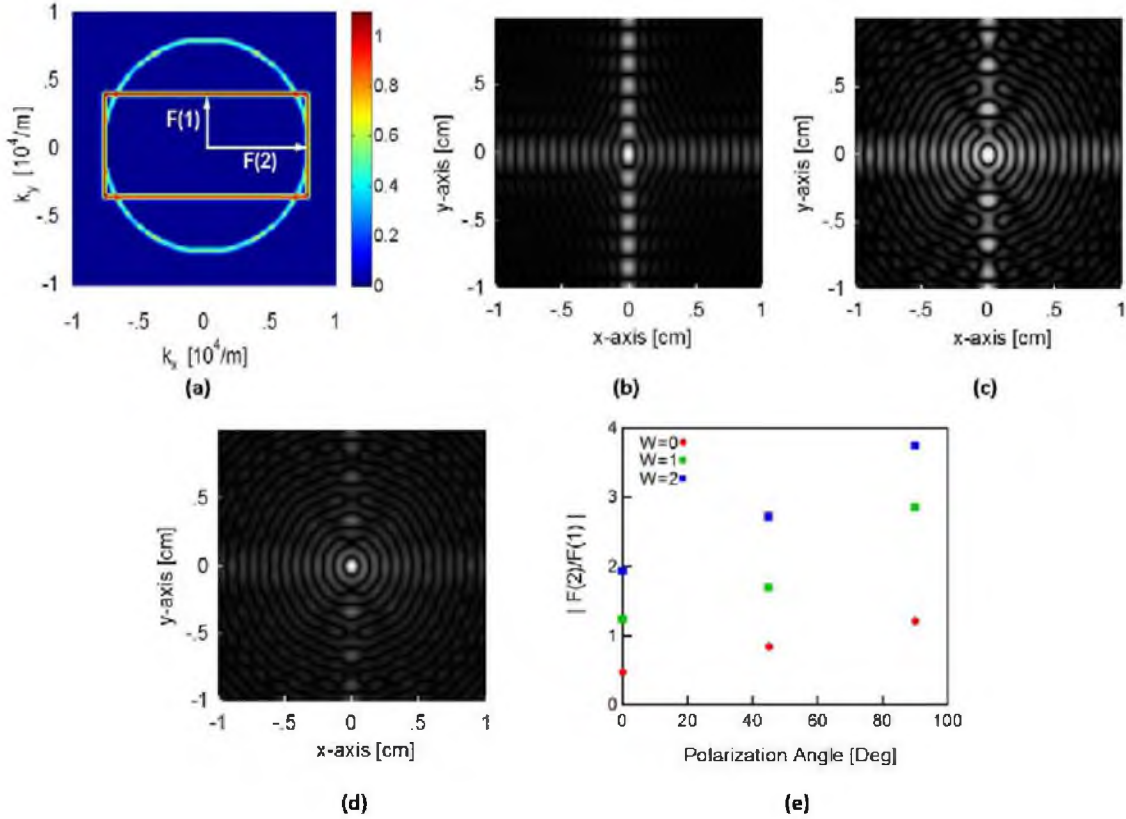 1
.5
0
-.5
-1
k_y [10^4/m]
F(1)
F(2)
-1 -.5 0 .5 1
k_x [10^4/m]
1
0.8
0.6
0.4
0.2
0
(a)
y-axis [cm]
.5
0
-.5
-1
-1 -.5 0 .5 1
x-axis [cm]
(b)
y-axis [cm]
.5
0
-.5
-1
-1 -.5 0 .5 1
x-axis [cm]
(c)
y-axis [cm]
.5
0
-.5
-1
-1 -.5 0 .5 1
x-axis [cm]
(d)
| F(2)/F(1) |
4
3
2
1
0
W=0
W=1
W=2
0 20 40 60 80 100
Polarization Angle [Deg]
(e)